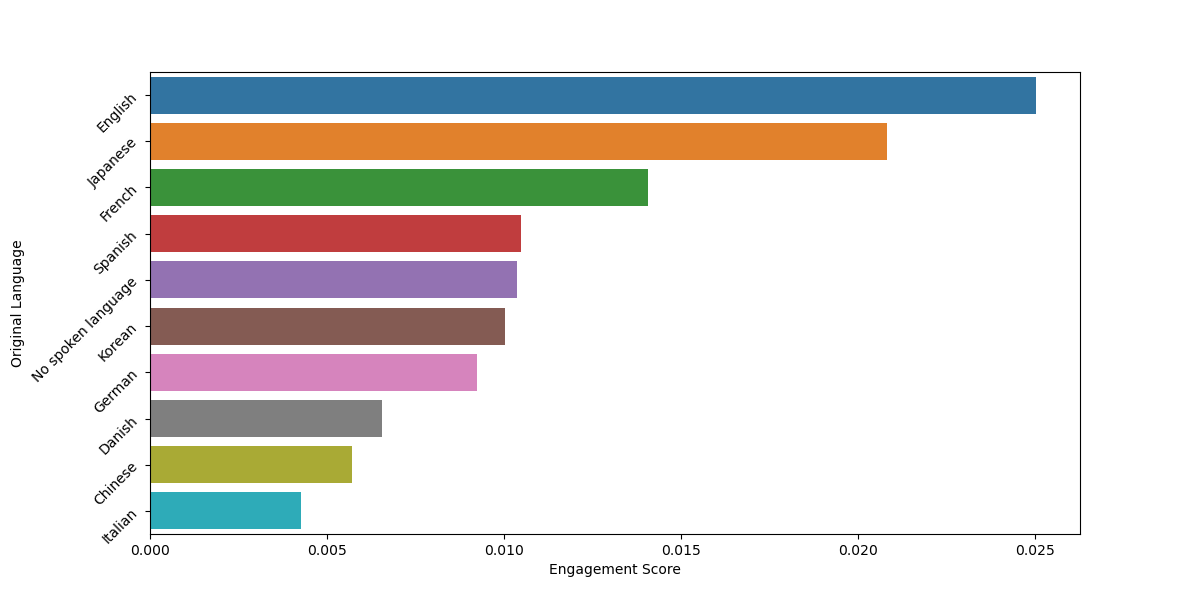 Original Language
English
Japanese
French
Spanish
No spoken language
Korean
German
Danish
Chinese
Italian
0.000 0.005 0.010 0.015 0.020 0.025
Engagement Score